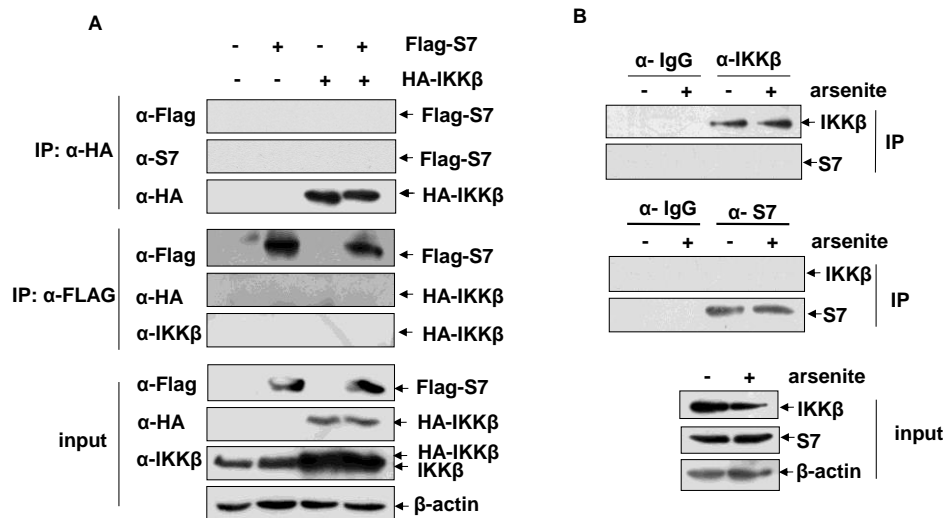 A
- + - + Flag-S7
- - + + HA-IKKβ
IP: α-HA
α-Flag Flag-S7
α-S7 Flag-S7
α-HA HA-IKKβ
IP: α-FLAG
α-Flag Flag-S7
α-HA HA-IKKβ
α-IKKβ HA-IKKβ
input
α-Flag Flag-S7
α-HA HA-IKKβ
α-IKKβ HA-IKKβ
IKKβ
β-actin
B
α- IgG α-IKKβ
- + - + arsenite
IKKβ
S7
IP
α- IgG α- S7
- + - + arsenite
IKKβ
S7
IP
- + arsenite
IKKβ
S7
β-actin
input